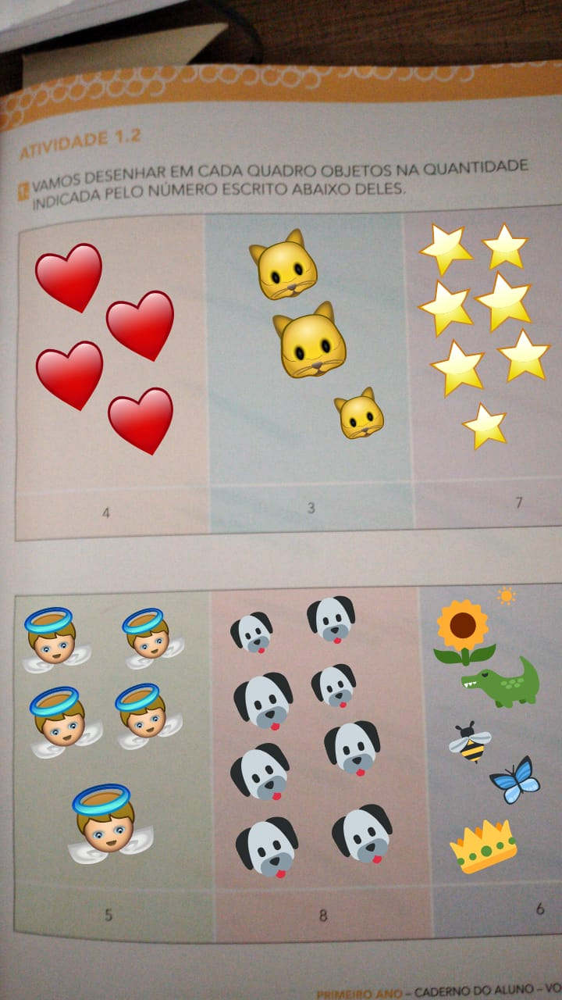 ATIVIDADE 1.2
1. VAMOS DESENHAR EM CADA QUADRO OBJETOS NA QUANTIDADE
INDICADA PELO NÚMERO ESCRITO ABAIXO DELES.
4 3 7
5 8 6
PRIMEIRO ANO – CADERNO DO ALUNO – VO